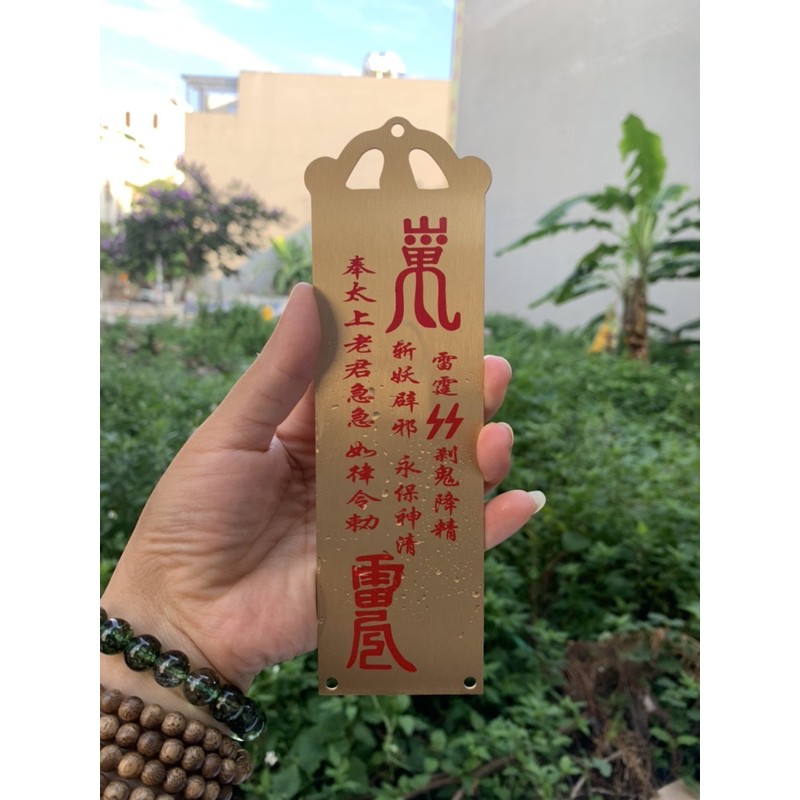 雷霆 刹鬼降精
斬妖辟邪 永保神清
奉太上老君急急 如律令勅